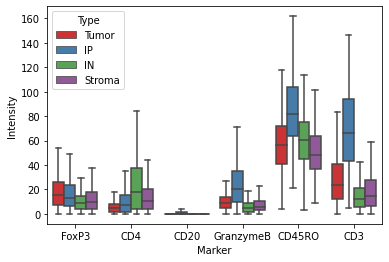 Type
Tumor
IP
IN
Stroma
Intensity
160
140
120
100
80
60
40
20
0
FoxP3 CD4 CD20 GranzymeB CD45RO CD3
Marker